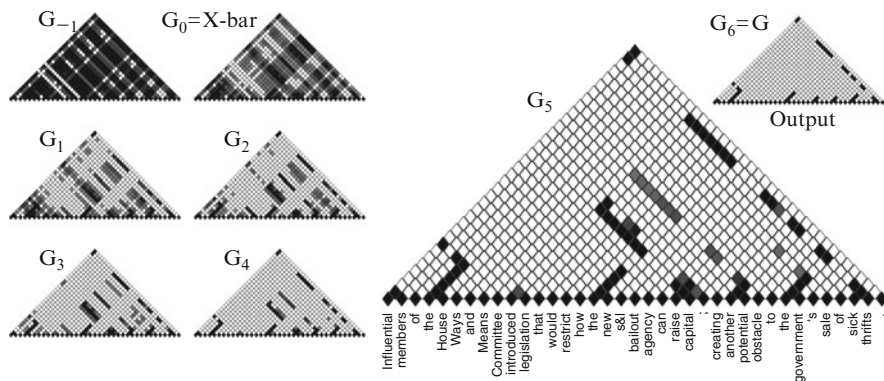 G−1
G0=X-bar
G1
G2
G3
G4
G5
G6=G
Output
Influential
members
of
the
House
Ways
and
Means
Committee
introduced
legislation
that
would
restrict
how
the
new
s&l
bailout
agency
can
raise
capital
;
creating
another
potential
obstacle
to
the
government
's
sale
of
sick
thrifts
.